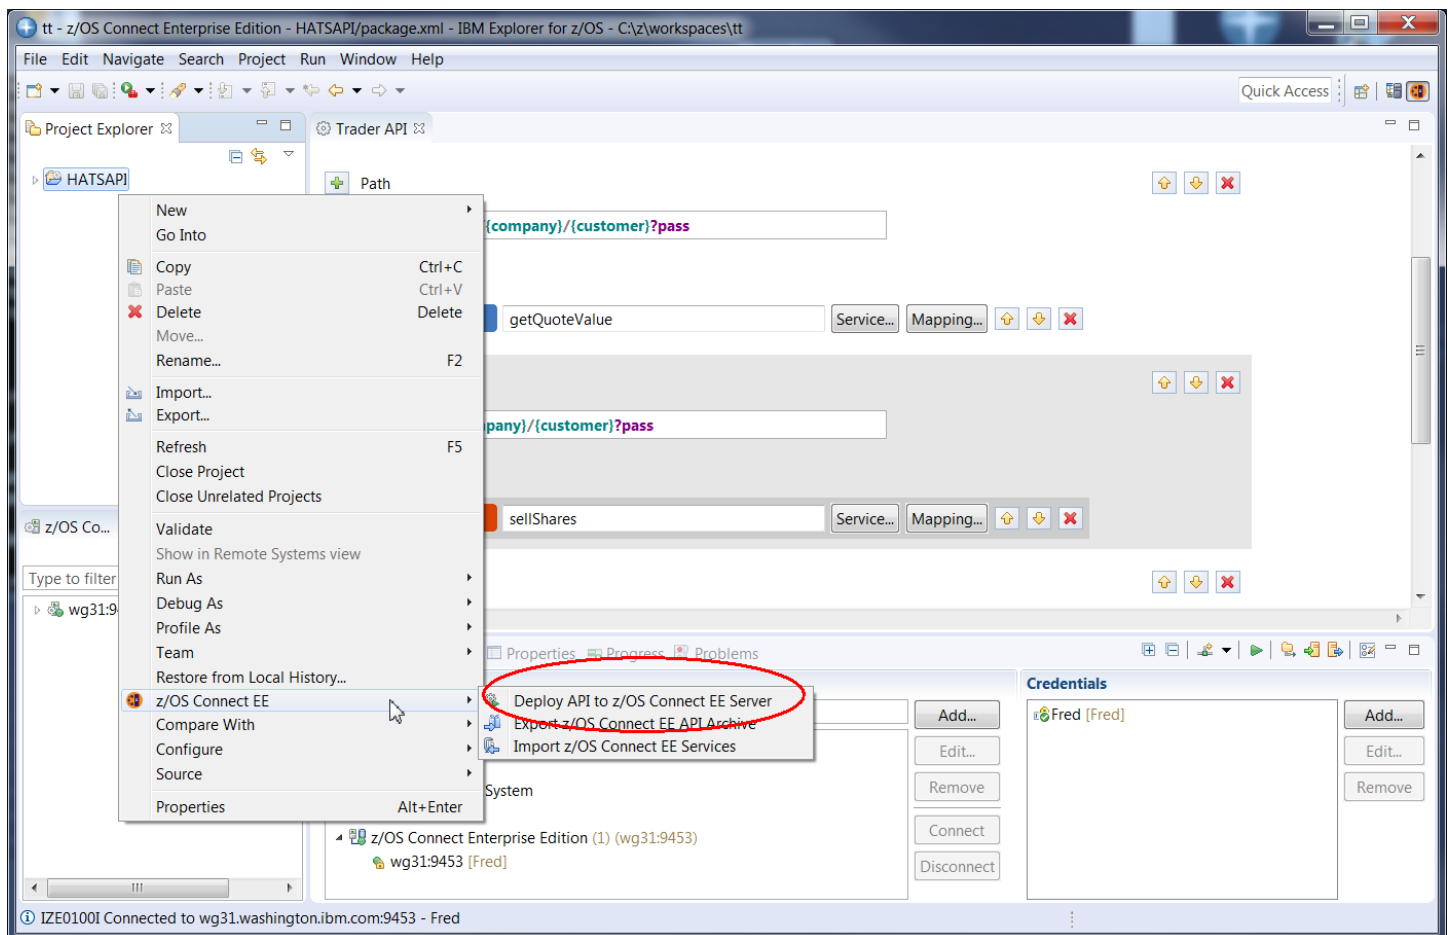 tt - z/OS Connect Enterprise Edition - HATSAPI/package.xml - IBM Explorer for z/OS - C:\z\workspaces\tt
File Edit Navigate Search Project Run Window Help
Quick Access
Project Explorer
Trader API
HATSAPI
Path
{company}/{customer}?pass
getQuoteValue Service... Mapping...
pany}/{customer}?pass
sellShares Service... Mapping...
New
Go Into
Copy Ctrl+C
Paste Ctrl+V
Delete Delete
Move...
Rename... F2
Import...
Export...
Refresh F5
Close Project
Close Unrelated Projects
Validate
Show in Remote Systems view
Run As
Debug As
Profile As
Team
Restore from Local History...
z/OS Connect EE
Compare With
Configure
Source
Properties Alt+Enter
Deploy API to z/OS Connect EE Server
Export z/OS Connect EE API Archive
Import z/OS Connect EE Services
z/OS Co...
Type to filter
wg31:9
Properties Progress Problems
System
z/OS Connect Enterprise Edition (1) (wg31:9453)
wg31:9453 [Fred]
Add...
Edit...
Remove
Connect
Disconnect
Credentials
Fred [Fred]
Add...
Edit...
Remove
IZE0100I Connected to wg31.washington.ibm.com:9453 - Fred